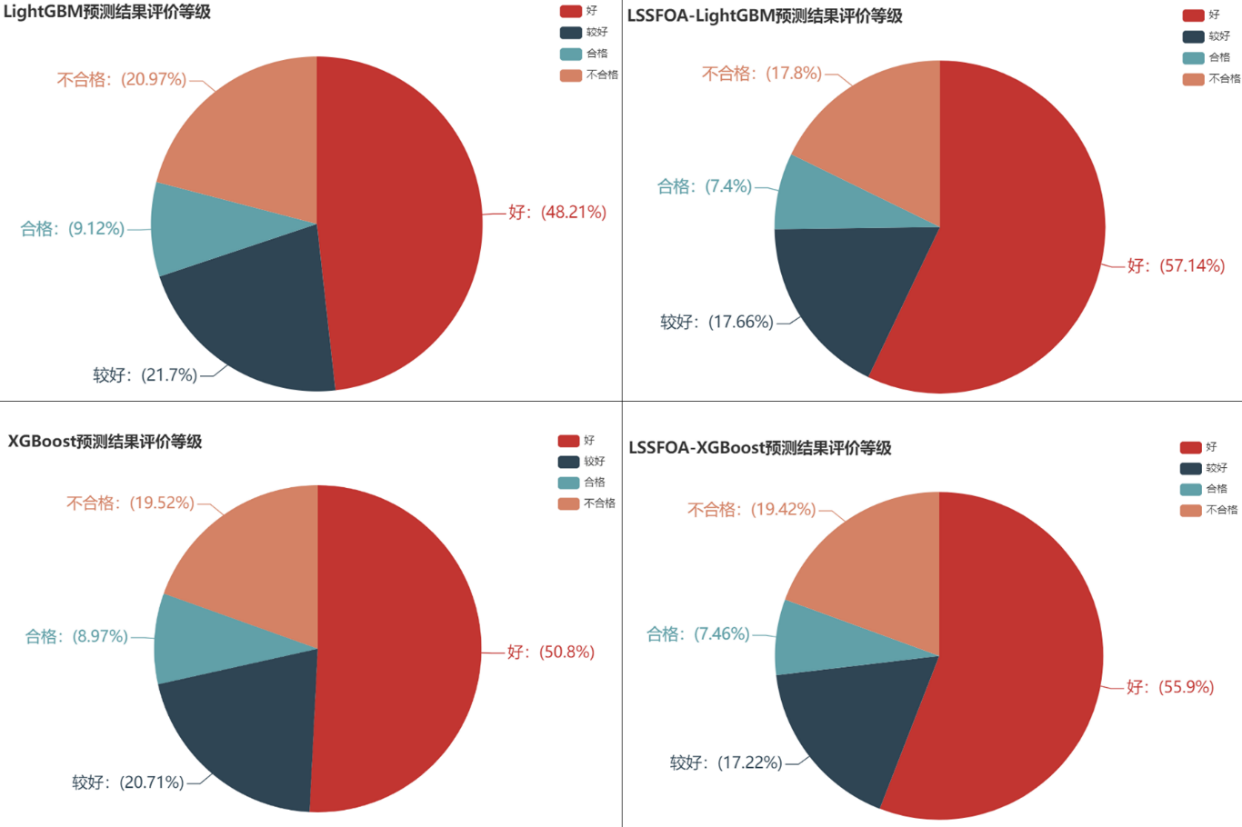 LightGBM预测结果评价等级
好
较好
合格
不合格
不合格：(20.97%)
好：(48.21%)
合格：(9.12%)
较好：(21.7%)
LSSFOA-LightGBM预测结果评价等级
好
较好
合格
不合格
不合格：(17.8%)
合格：(7.4%)
好：(57.14%)
较好：(17.66%)
XGBoost预测结果评价等级
好
较好
合格
不合格
不合格：(19.52%)
合格：(8.97%)
好：(50.8%)
较好：(20.71%)
LSSFOA-XGBoost预测结果评价等级
好
较好
合格
不合格
不合格：(19.42%)
合格：(7.46%)
好：(55.9%)
较好：(17.22%)